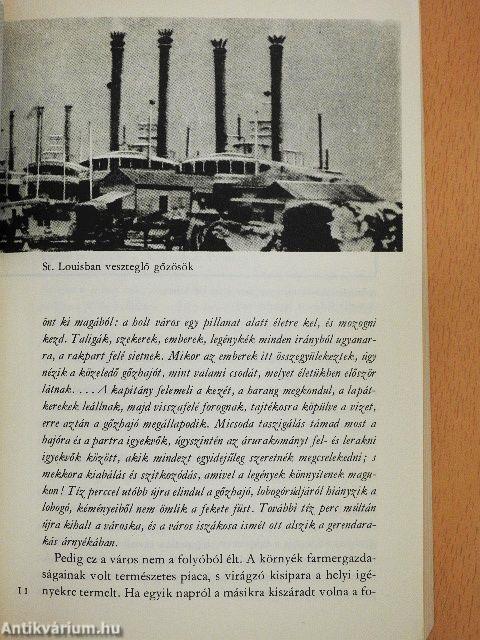 St. Louisban veszteglő gőzösök
önt ki magából: a holt város egy pillanat alatt életre kel, és mozogni
kezd. Taligák, szekerek, emberek, legénykék minden irányból ugyanar-
ra, a rakpart felé sietnek. Mikor az emberek itt összegyülekeztek, úgy
nézik a közeledő gőzhajót, mint valami csodát, melyet életükben először
látnak. . . . A kapitány felemeli a kezét, a harang megkondul, a lapát-
kerekek leállnak, majd visszafelé forognak, tajtékosra köpülve a vizet,
erre aztán a gőzhajó megállapodik. Micsoda taszigálás támad most a
hajóra és a partra igyekvők, úgyszintén az árurakományt fel- és lerakni
igyekvők között, akik mindezt egyidejűleg szeretnék megcselekedni; s
mekkora kiabálás és szitkozódás, amivel a legények könnyítenek magu-
kon! Tíz perccel utóbb újra elindul a gőzhajó, lobogórúdjáról hiányzik a
lobogó, kéményeiből nem ömlik a fekete füst. További tíz perc múltán
újra kihalt a városka, és a város iszákosa ismét ott alszik a gerendara-
kás árnyékában.
Pedig ez a város nem a folyóból élt. A környék farmergazda-
ságainak volt természetes piaca, s virágzó kisipara a helyi igé-
nyekre termelt. Ha egyik napról a másikra kiszáradt volna a fo-
11
Antikvárium.hu